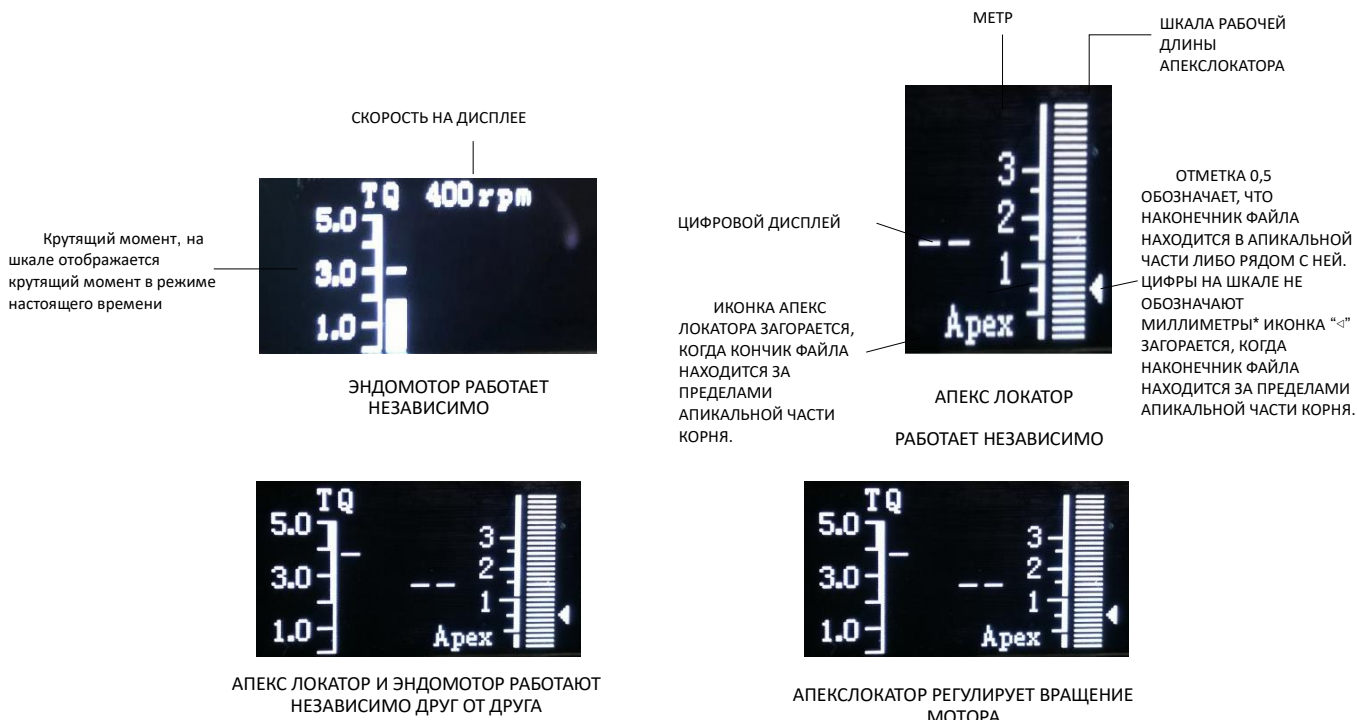 МЕТР
ШКАЛА РАБОЧЕЙ
ДЛИНЫ
АПЕКСЛОКАТОРА
СКОРОСТЬ НА ДИСПЛЕЕ
TQ 400rpm
5.0
3.0
1.0
Крутящий момент, на
шкале отображается
крутящий момент в режиме
настоящего времени
ЭНДОМОТОР РАБОТАЕТ
НЕЗАВИСИМО
ЦИФРОВОЙ ДИСПЛЕЙ
ИКОНКА АПЕКС
ЛОКАТОРА ЗАГОРАЕТСЯ,
КОГДА КОНЧИК ФАЙЛА
НАХОДИТСЯ ЗА
ПРЕДЕЛАМИ
АПИКАЛЬНОЙ ЧАСТИ
КОРНЯ.
3
2
-- 
1
Apex
АПЕКС ЛОКАТОР
РАБОТАЕТ НЕЗАВИСИМО
ОТМЕТКА 0,5
ОБОЗНАЧАЕТ, ЧТО
НАКОНЕЧНИК ФАЙЛА
НАХОДИТСЯ В АПИКАЛЬНОЙ
ЧАСТИ ЛИБО РЯДОМ С НЕЙ.
ЦИФРЫ НА ШКАЛЕ НЕ
ОБОЗНАЧАЮТ
МИЛЛИМЕТРЫ* ИКОНКА "◁"
ЗАГОРАЕТСЯ, КОГДА
НАКОНЕЧНИК ФАЙЛА
НАХОДИТСЯ ЗА ПРЕДЕЛАМИ
АПИКАЛЬНОЙ ЧАСТИ КОРНЯ.
TQ
5.0
3.0
1.0
3
2
--
1
Apex
АПЕКС ЛОКАТОР И ЭНДОМОТОР РАБОТАЮТ
НЕЗАВИСИМО ДРУГ ОТ ДРУГА
TQ
5.0
3.0
1.0
3
2
--
1
Apex
АПЕКСЛОКАТОР РЕГУЛИРУЕТ ВРАЩЕНИЕ
МОТОРА